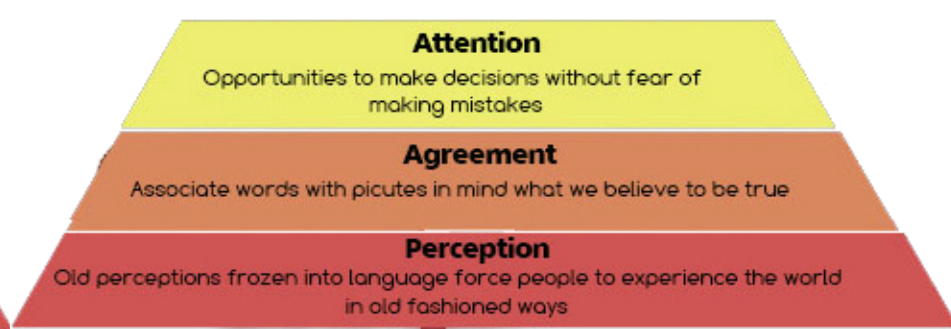 Attention
Opportunities to make decisions without fear of
making mistakes
Agreement
Associate words with picutes in mind what we believe to be true
Perception
Old perceptions frozen into language force people to experience the world
in old fashioned ways